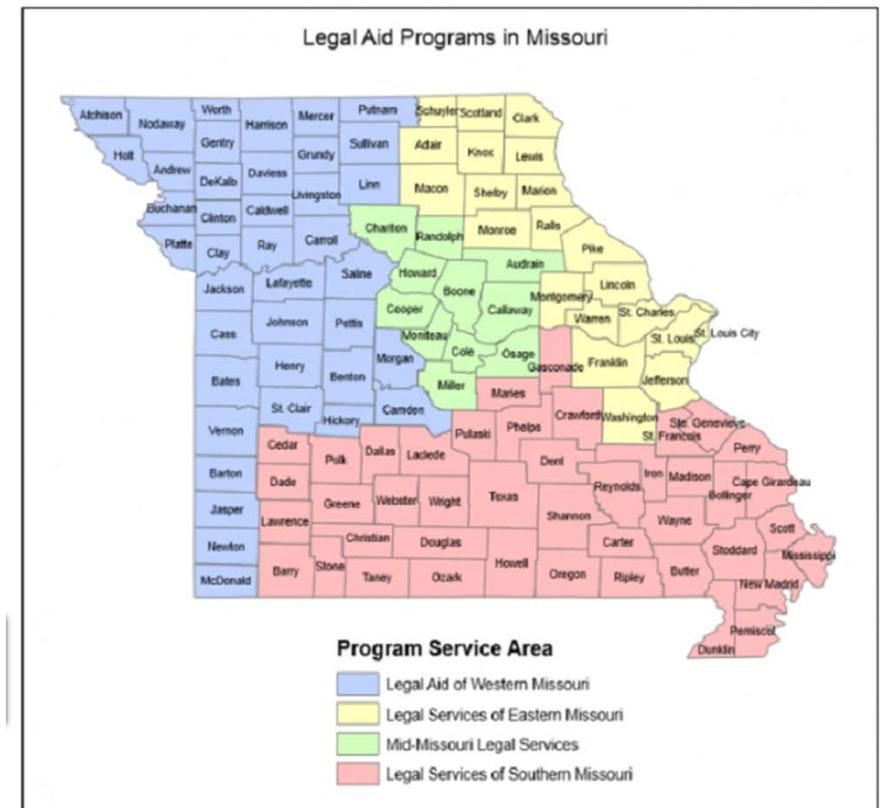 Legal Aid Programs in Missouri
Atchison
Nodaway
Worth
Harrison
Mercer
Putnam
Schuyler
Scotland
Clark
Holt
Andrew
Gentry
DeKalb
Daviess
Grundy
Sullivan
Adair
Knox
Lewis
Buchanan
Clinton
Caldwell
Livingston
Linn
Macon
Shelby
Marion
Platte
Clay
Ray
Carroll
Chariton
Randolph
Monroe
Ralls
Pike
Jackson
Lafayette
Saline
Howard
Boone
Audrain
Callaway
Montgomery
Lincoln
Warren
St. Charles
St. Louis
St. Louis City
Cass
Johnson
Pettis
Cooper
Moniteau
Cole
Osage
Gasconade
Franklin
Jefferson
Bates
Henry
Benton
Morgan
Miller
Maries
Crawford
Washington
Ste. Genevieve
St. Francois
Perry
Vernon
St. Clair
Hickory
Camden
Pulaski
Phelps
Dent
Iron
Madison
Bollinger
Cape Girardeau
Barton
Cedar
Polk
Dallas
Laclede
Texas
Reynolds
Wayne
Scott
Mississippi
Jasper
Dade
Greene
Webster
Wright
Shannon
Carter
Stoddard
New Madrid
Newton
Lawrence
Christian
Douglas
Howell
Oregon
Ripley
Butler
McDonald
Barry
Stone
Taney
Ozark
Pemiscot
Dunklin
Program Service Area
Legal Aid of Western Missouri
Legal Services of Eastern Missouri
Mid-Missouri Legal Services
Legal Services of Southern Missouri